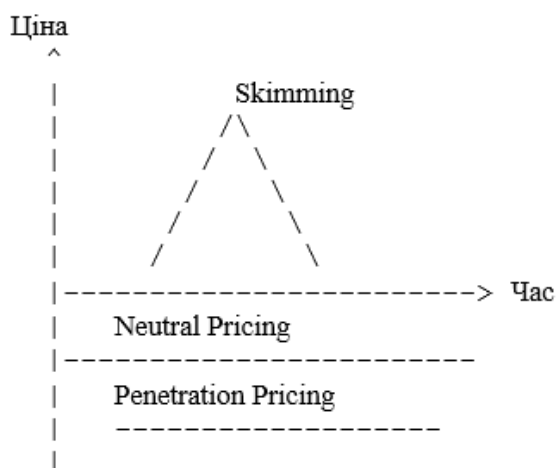 Ціна
Skimming
Час
Neutral Pricing
Penetration Pricing